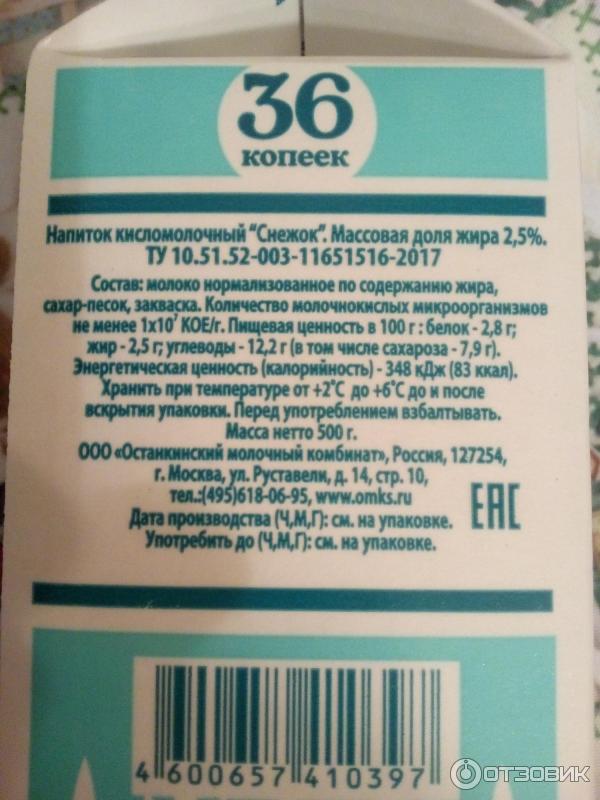 36
копеек
Напиток кисломолочный "Снежок". Массовая доля жира 2,5%.
ТУ 10.51.52-003-11651516-2017
Состав: молоко нормализованное по содержанию жира,
сахар-песок, закваска. Количество молочнокислых микроорганизмов
не менее 1х10⁷ КОЕ/г. Пищевая ценность в 100 г : белок - 2,8 г;
жир - 2,5 г; углеводы - 12,2 г (в том числе сахароза - 7,9 г).
Энергетическая ценность (калорийность) - 348 кДж (83 ккал).
Хранить при температуре от +2°С до +6°С до и после
вскрытия упаковки. Перед употреблением взбалтывать.
Масса нетто 500 г.
ООО «Останкинский молочный комбинат», Россия, 127254,
г. Москва, ул. Руставели, д. 14, стр. 10,
тел.:(495)618-06-95, www.omks.ru
Дата производства (Ч,М,Г): см. на упаковке.
Употребить до (Ч,М,Г): см. на упаковке.
ЕАС
4 600657 410397
ОТЗОВИК